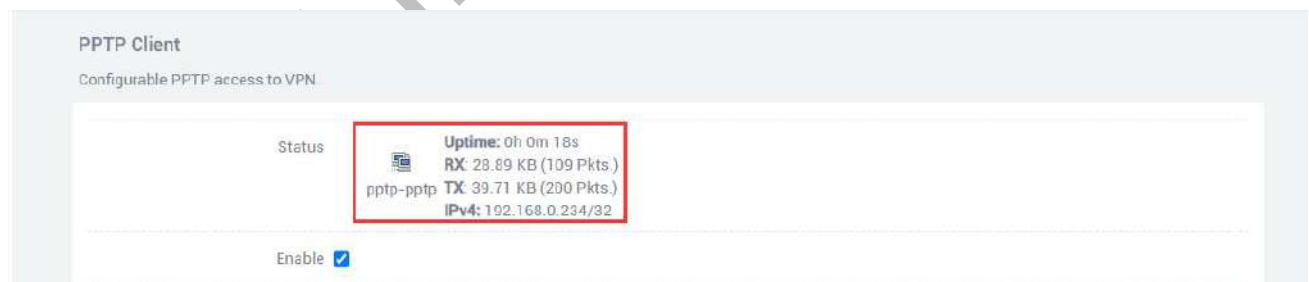 PPTP Client
Configurable PPTP access to VPN.
Status
Uptime: 0h 0m 18s
RX: 28.89 KB (109 Pkts.)
pptp-pptp TX: 39.71 KB (200 Pkts.)
IPv4: 192.168.0.234/32
Enable